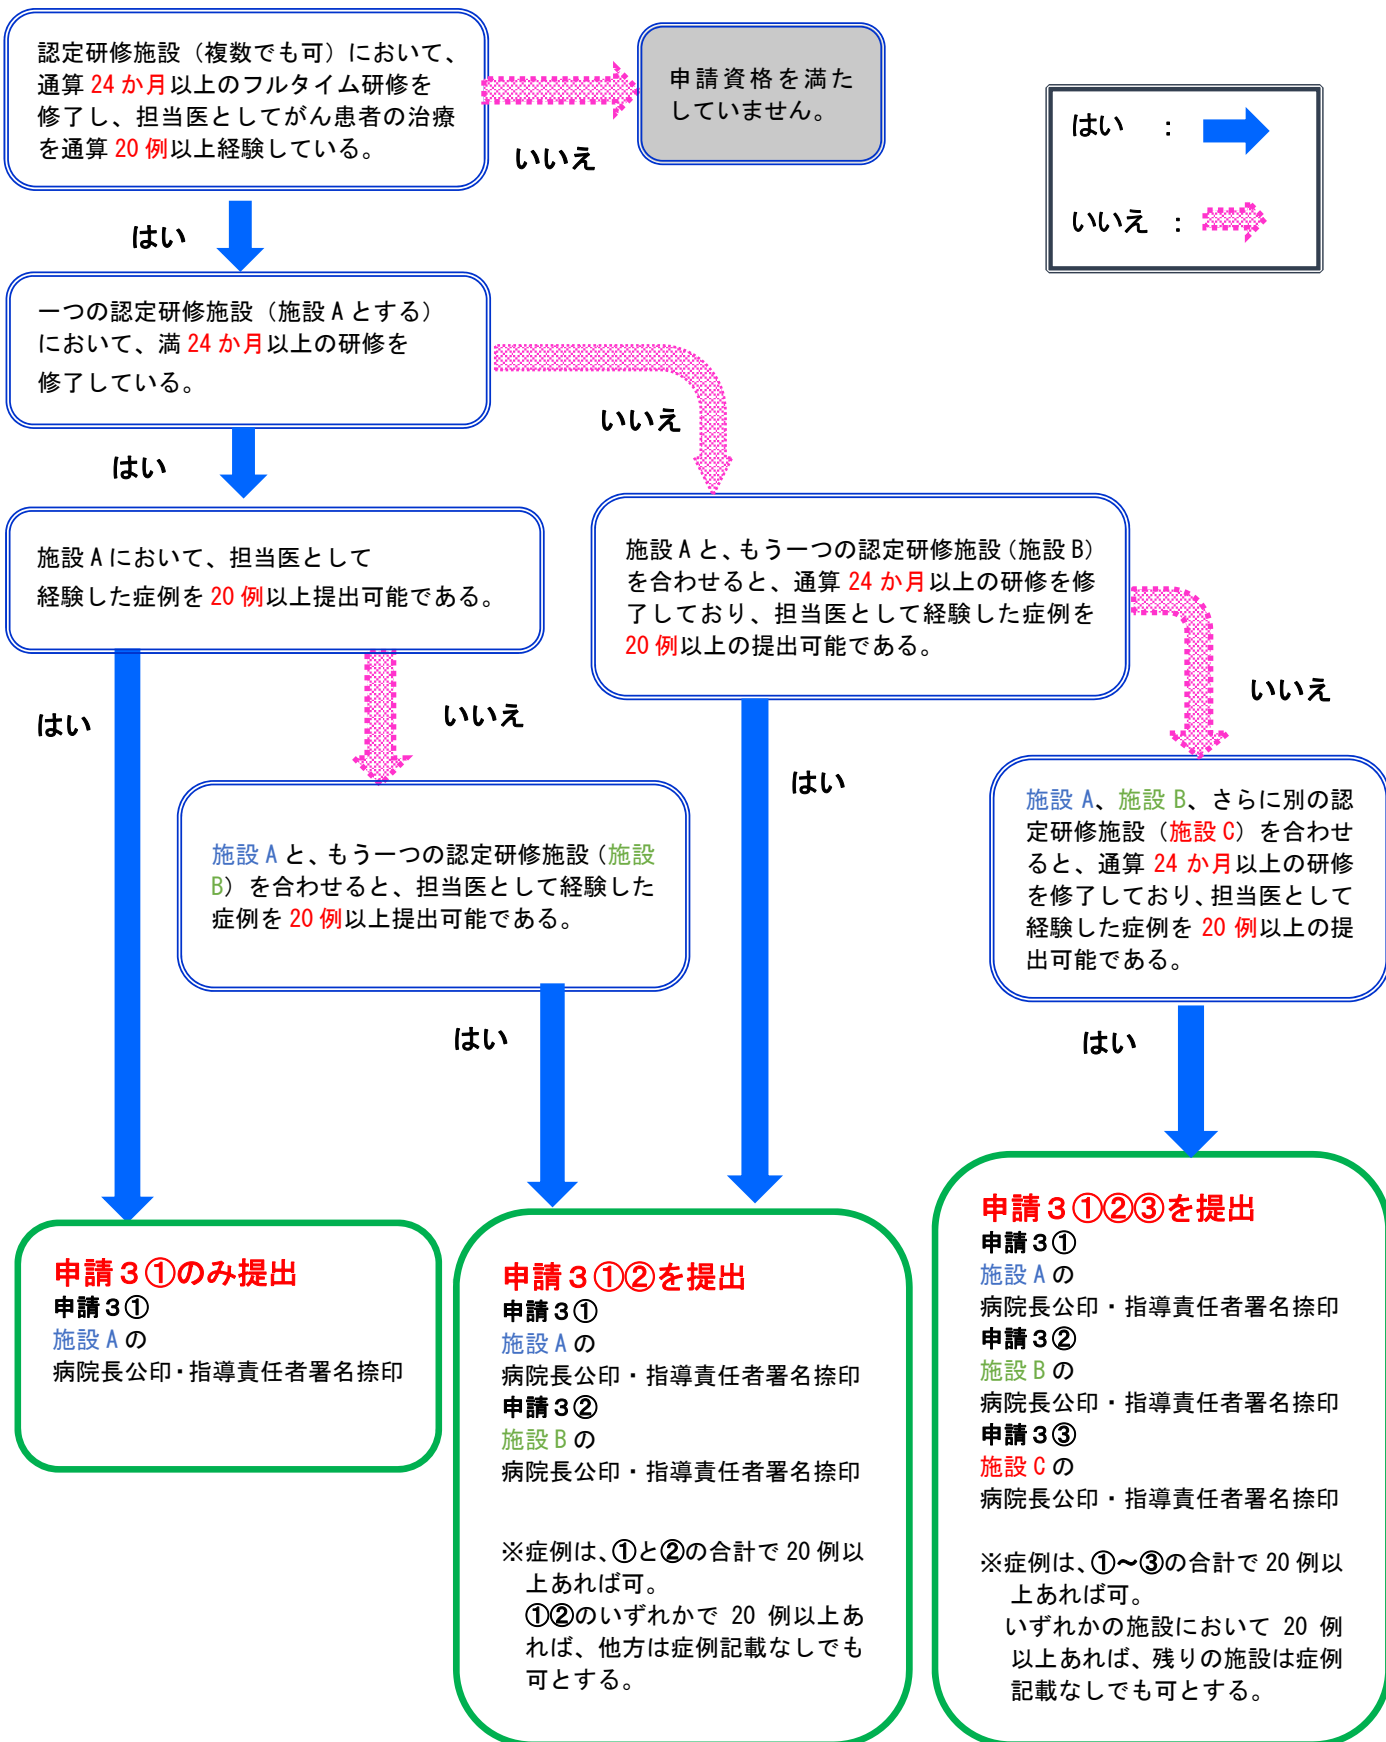 認定研修施設（複数でも可）において、
通算 24 か月以上のフルタイム研修を
修了し、担当医としてがん患者の治療
を通算 20 例以上経験している。
いいえ
申請資格を満た
していません。
はい　：
いいえ　：
はい
一つの認定研修施設（施設 A とする）
において、満 24 か月以上の研修を
修了している。
いいえ
はい
施設 A において、担当医として
経験した症例を 20 例以上提出可能である。
施設 A と、もう一つの認定研修施設（施設 B）
を合わせると、通算 24 か月以上の研修を修
了しており、担当医として経験した症例を
20 例以上の提出可能である。
はい
いいえ
はい
いいえ
施設 A と、もう一つの認定研修施設（施設
B）を合わせると、担当医として経験した
症例を 20 例以上提出可能である。
施設 A、施設 B、さらに別の認
定研修施設（施設 C）を合わせ
ると、通算 24 か月以上の研修
を修了しており、担当医として
経験した症例を 20 例以上の提
出可能である。
はい
はい
申請３①のみ提出
申請３①
施設 A の
病院長公印・指導責任者署名捺印
申請３①②を提出
申請３①
施設 A の
病院長公印・指導責任者署名捺印
申請３②
施設 B の
病院長公印・指導責任者署名捺印
※症例は、①と②の合計で 20 例以
上あれば可。
①②のいずれかで 20 例以上あ
れば、他方は症例記載なしでも
可とする。
申請３①②③を提出
申請３①
施設 A の
病院長公印・指導責任者署名捺印
申請３②
施設 B の
病院長公印・指導責任者署名捺印
申請３③
施設 C の
病院長公印・指導責任者署名捺印
※症例は、①～③の合計で 20 例以
上あれば可。
いずれかの施設において 20 例
以上あれば、残りの施設は症例
記載なしでも可とする。